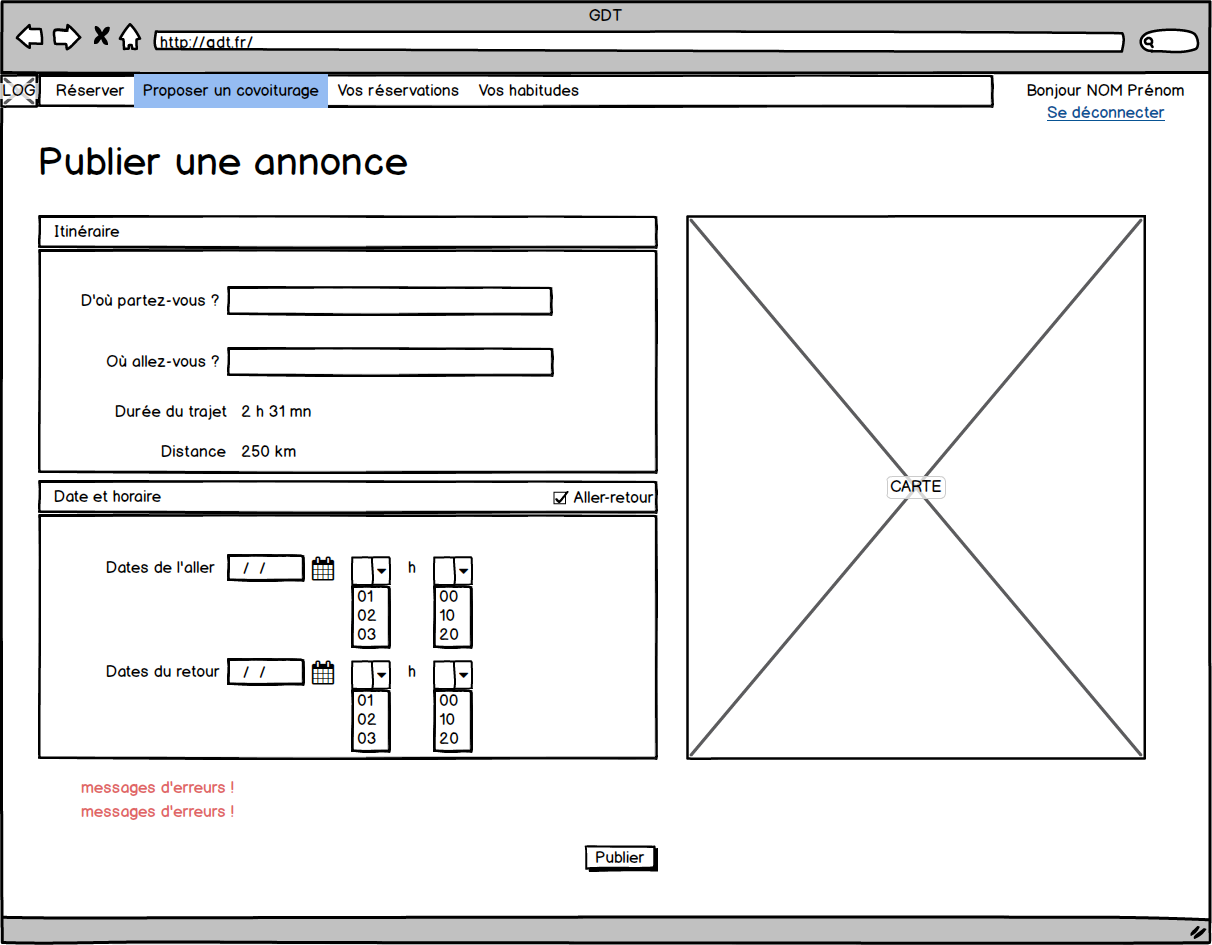 GDT
http://gdt.fr/
LOG Réserver Proposer un covoiturage Vos réservations Vos habitudes Bonjour NOM Prénom
Se déconnecter
Publier une annonce
Itinéraire
D'où partez-vous ?
Où allez-vous ?
Durée du trajet 2 h 31 mn
Distance 250 km
CARTE
Date et horaire Aller-retour
Dates de l'aller / / h
01 00
02 10
03 20
Dates du retour / / h
01 00
02 10
03 20
messages d'erreurs !
messages d'erreurs !
Publier